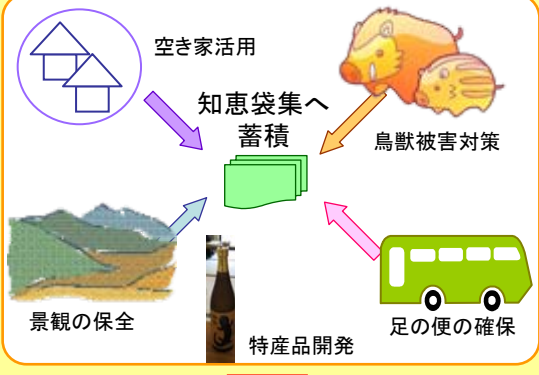 空き家活用
知恵袋集へ
蓄積
鳥獣被害対策
景観の保全
足の便の確保
特産品開発